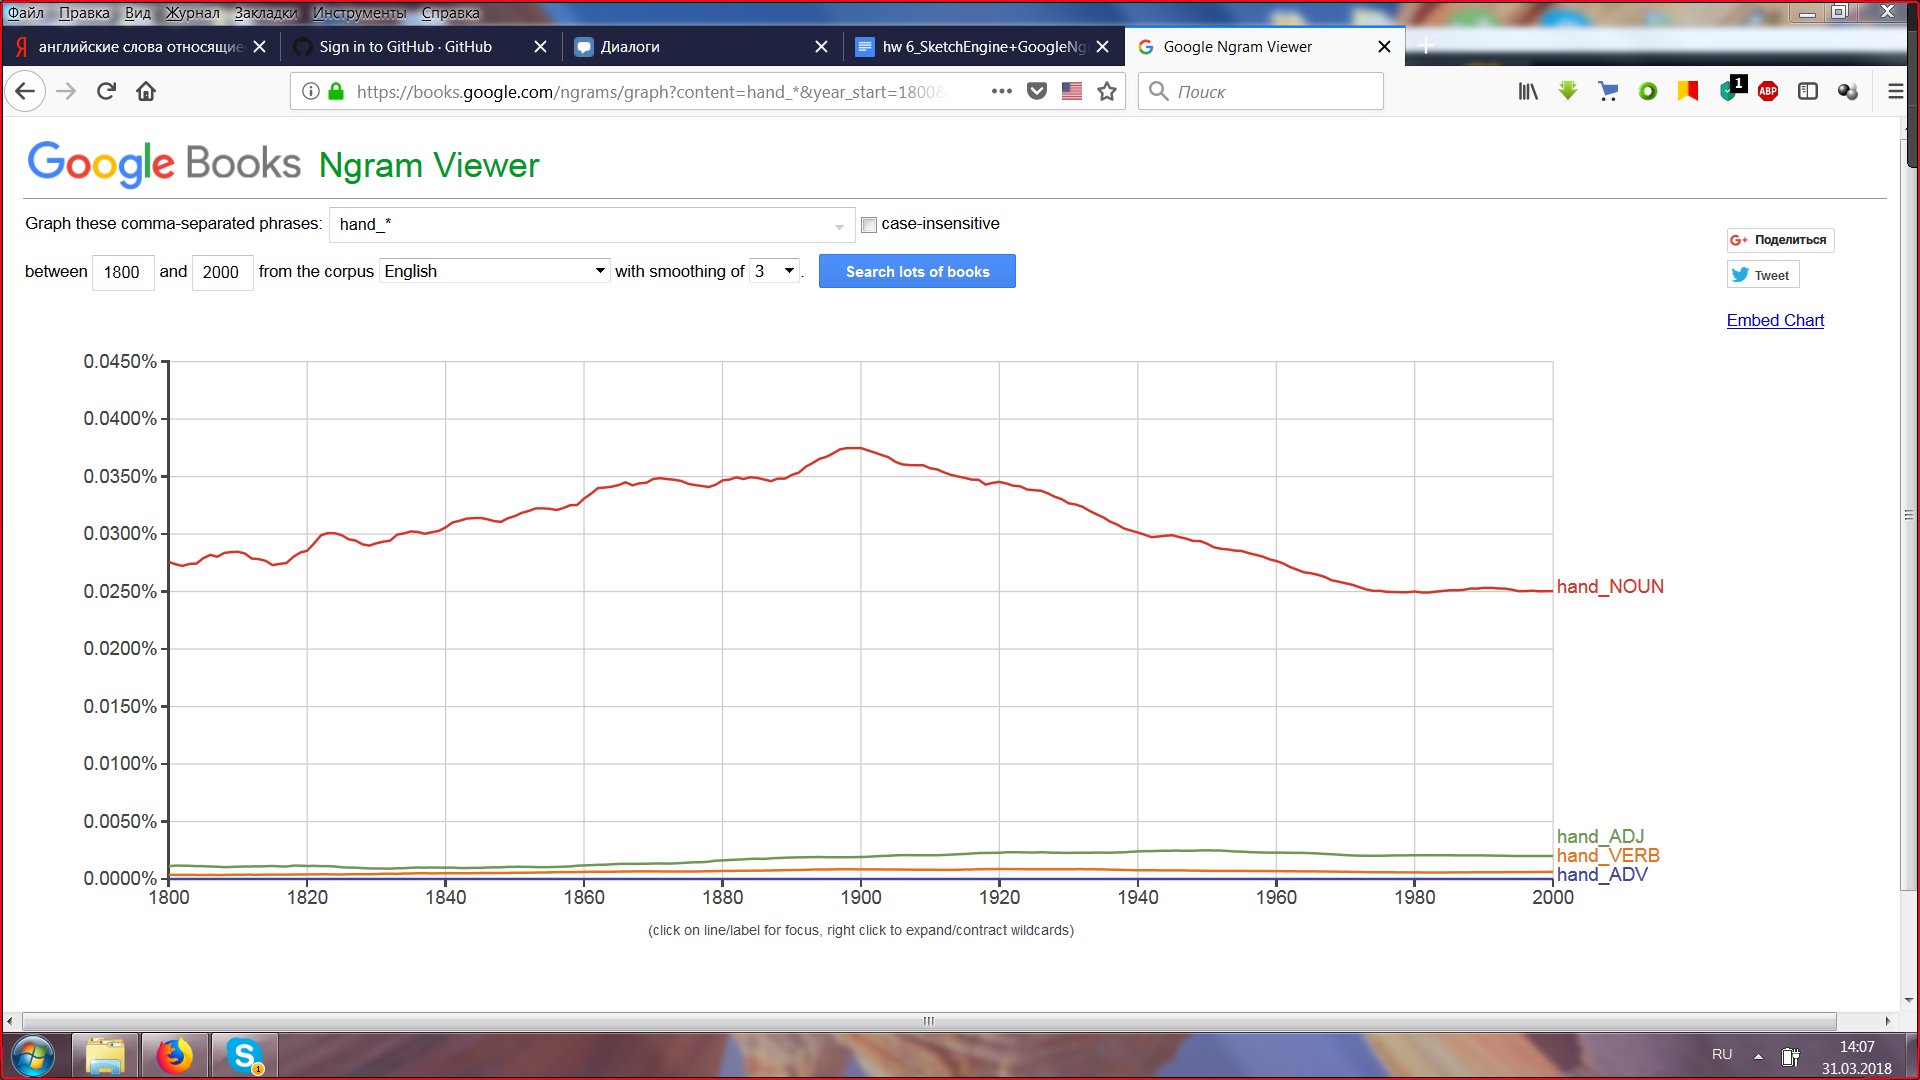 Файл Правка Вид Журнал Закладки Инструменты Справка
английские слова относящие
Sign in to GitHub · GitHub
Диалоги
hw 6_SketchEngine+GoogleNg
Google Ngram Viewer
https://books.google.com/ngrams/graph?content=hand_*&year_start=1800&
Поиск
1
ABP
Google Books Ngram Viewer
Graph these comma-separated phrases: hand_* case-insensitive
between 1800 and 2000 from the corpus English with smoothing of 3 . Search lots of books
G+ Поделиться
Tweet
Embed Chart
0.0450%
0.0400%
0.0350%
0.0300%
0.0250%
0.0200%
0.0150%
0.0100%
0.0050%
0.0000%
hand_NOUN
hand_ADJ
hand_VERB
hand_ADV
1800 1820 1840 1860 1880 1900 1920 1940 1960 1980 2000
(click on line/label for focus, right click to expand/contract wildcards)
S 1
RU
14:07
31.03.2018